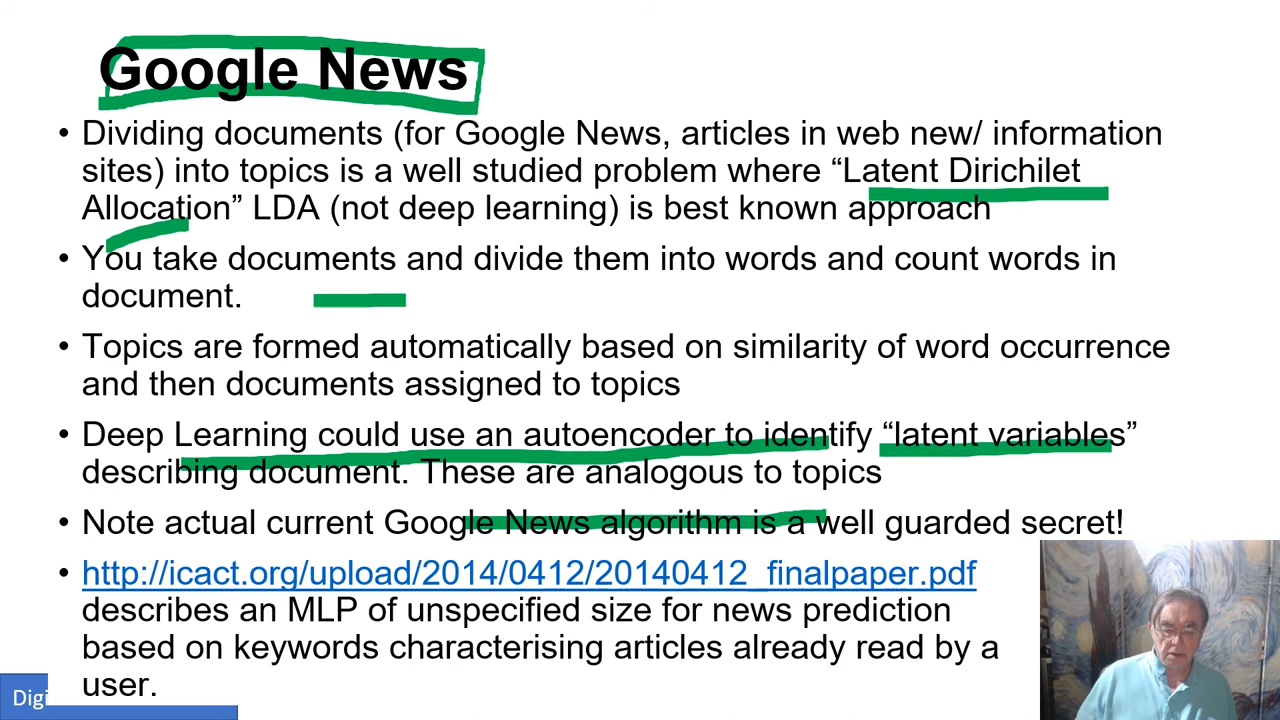 Google News
• Dividing documents (for Google News, articles in web new/ information
sites) into topics is a well studied problem where “Latent Dirichilet
Allocation” LDA (not deep learning) is best known approach
• You take documents and divide them into words and count words in
document.
• Topics are formed automatically based on similarity of word occurrence
and then documents assigned to topics
• Deep Learning could use an autoencoder to identify “latent variables”
describing document. These are analogous to topics
• Note actual current Google News algorithm is a well guarded secret!
• http://icact.org/upload/2014/0412/20140412_finalpaper.pdf
describes an MLP of unspecified size for news prediction
based on keywords characterising articles already read by a
user.
Digi